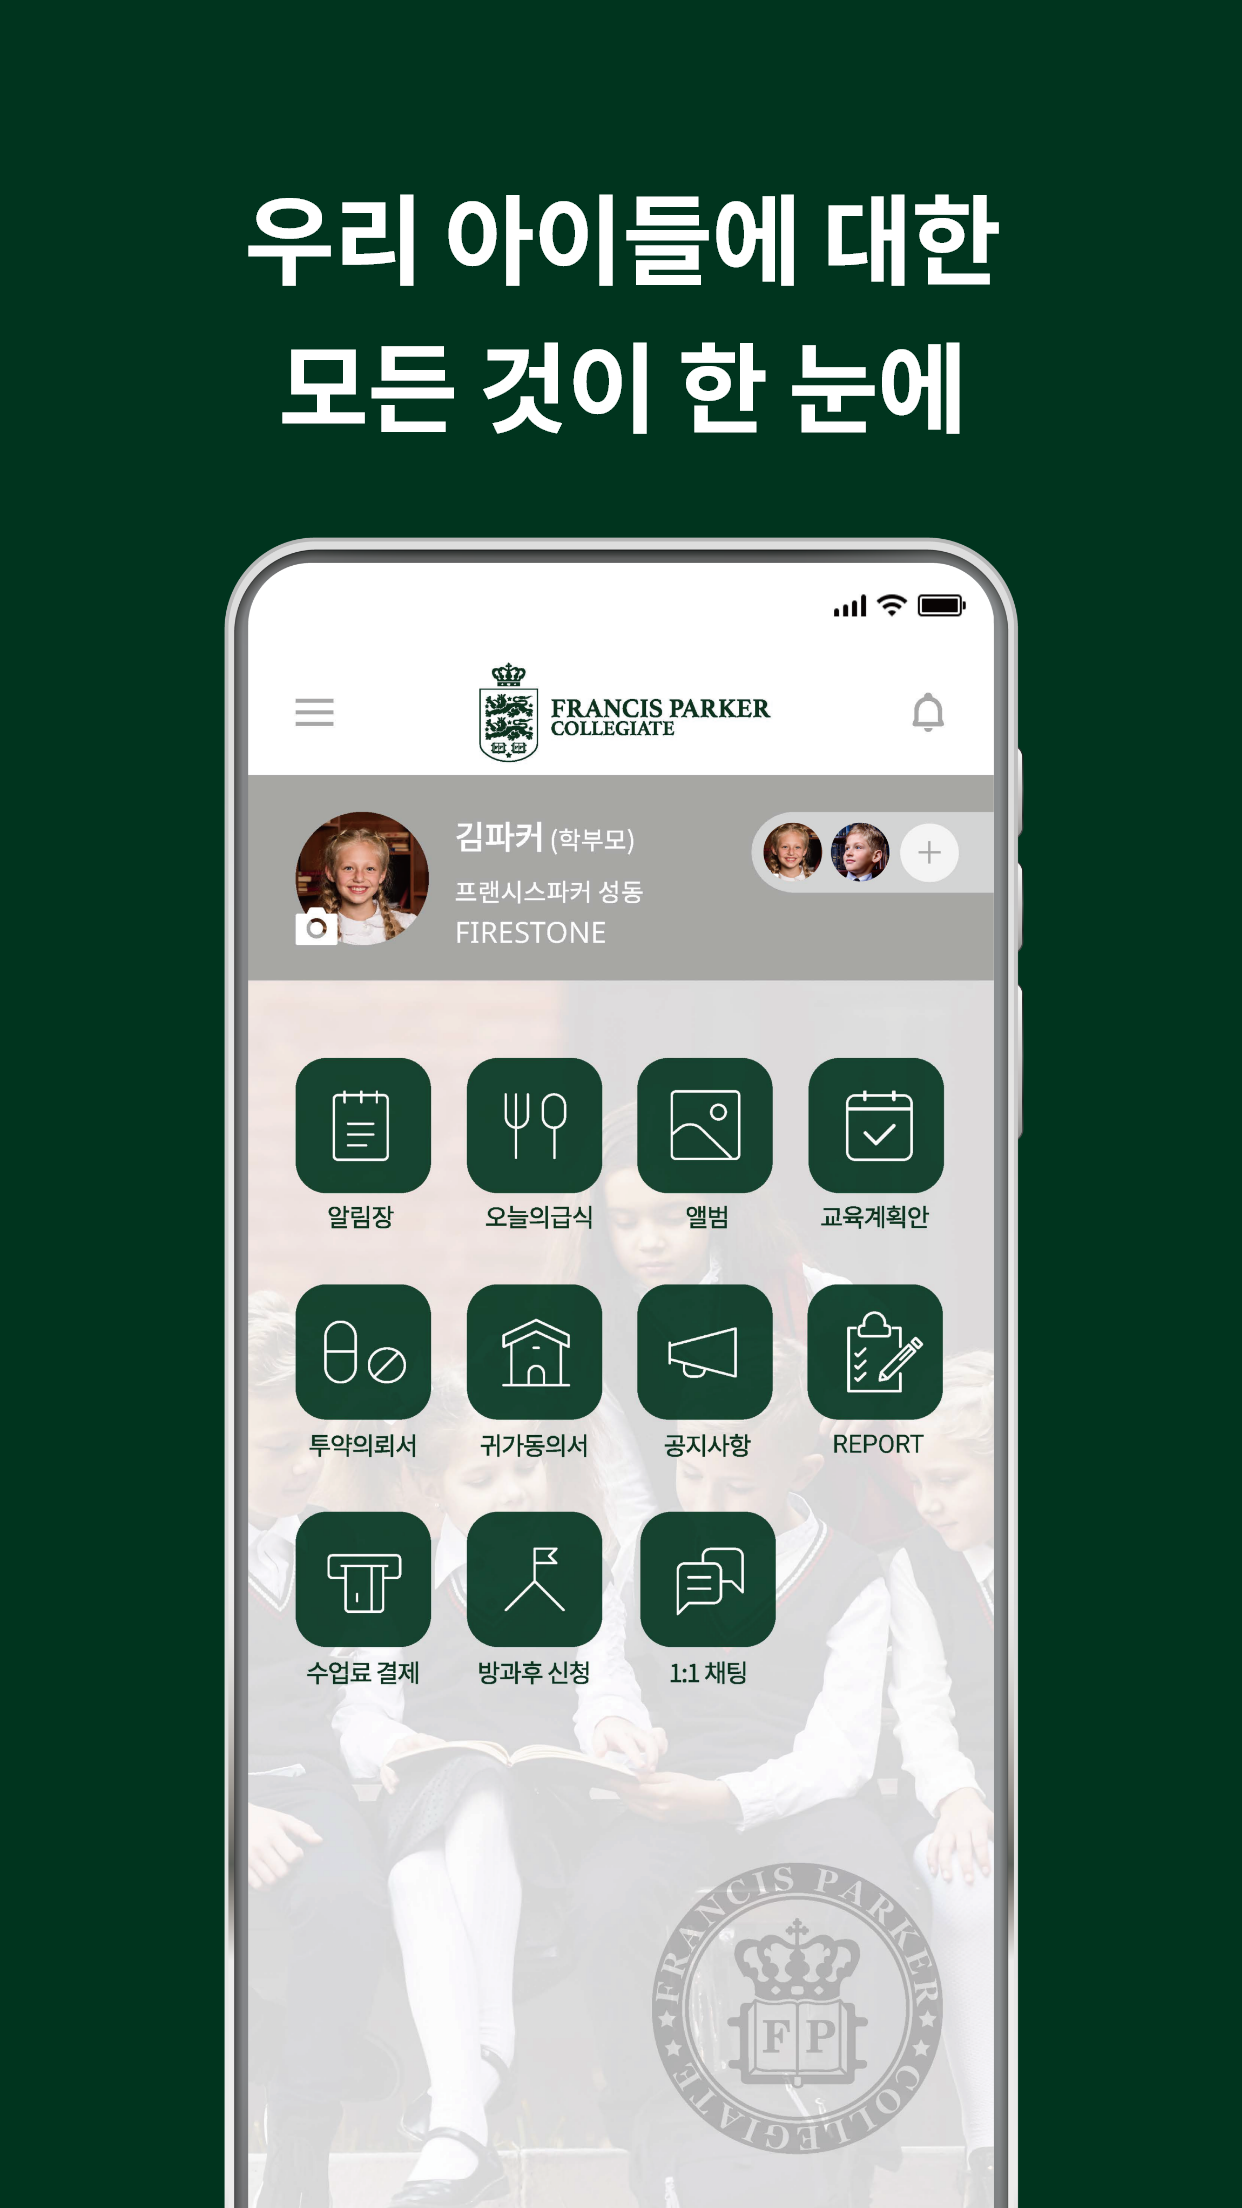 우리 아이들에 대한
모든 것이 한 눈에
FRANCIS PARKER
COLLEGIATE
김파커 (학부모)
프랜시스파커 성동
FIRESTONE
알림장
오늘의급식
앨범
교육계획안
투약의뢰서
귀가동의서
공지사항
REPORT
수업료 결제
방과후 신청
1:1 채팅
FRANCIS PARKER
COLLEGIATE
FP